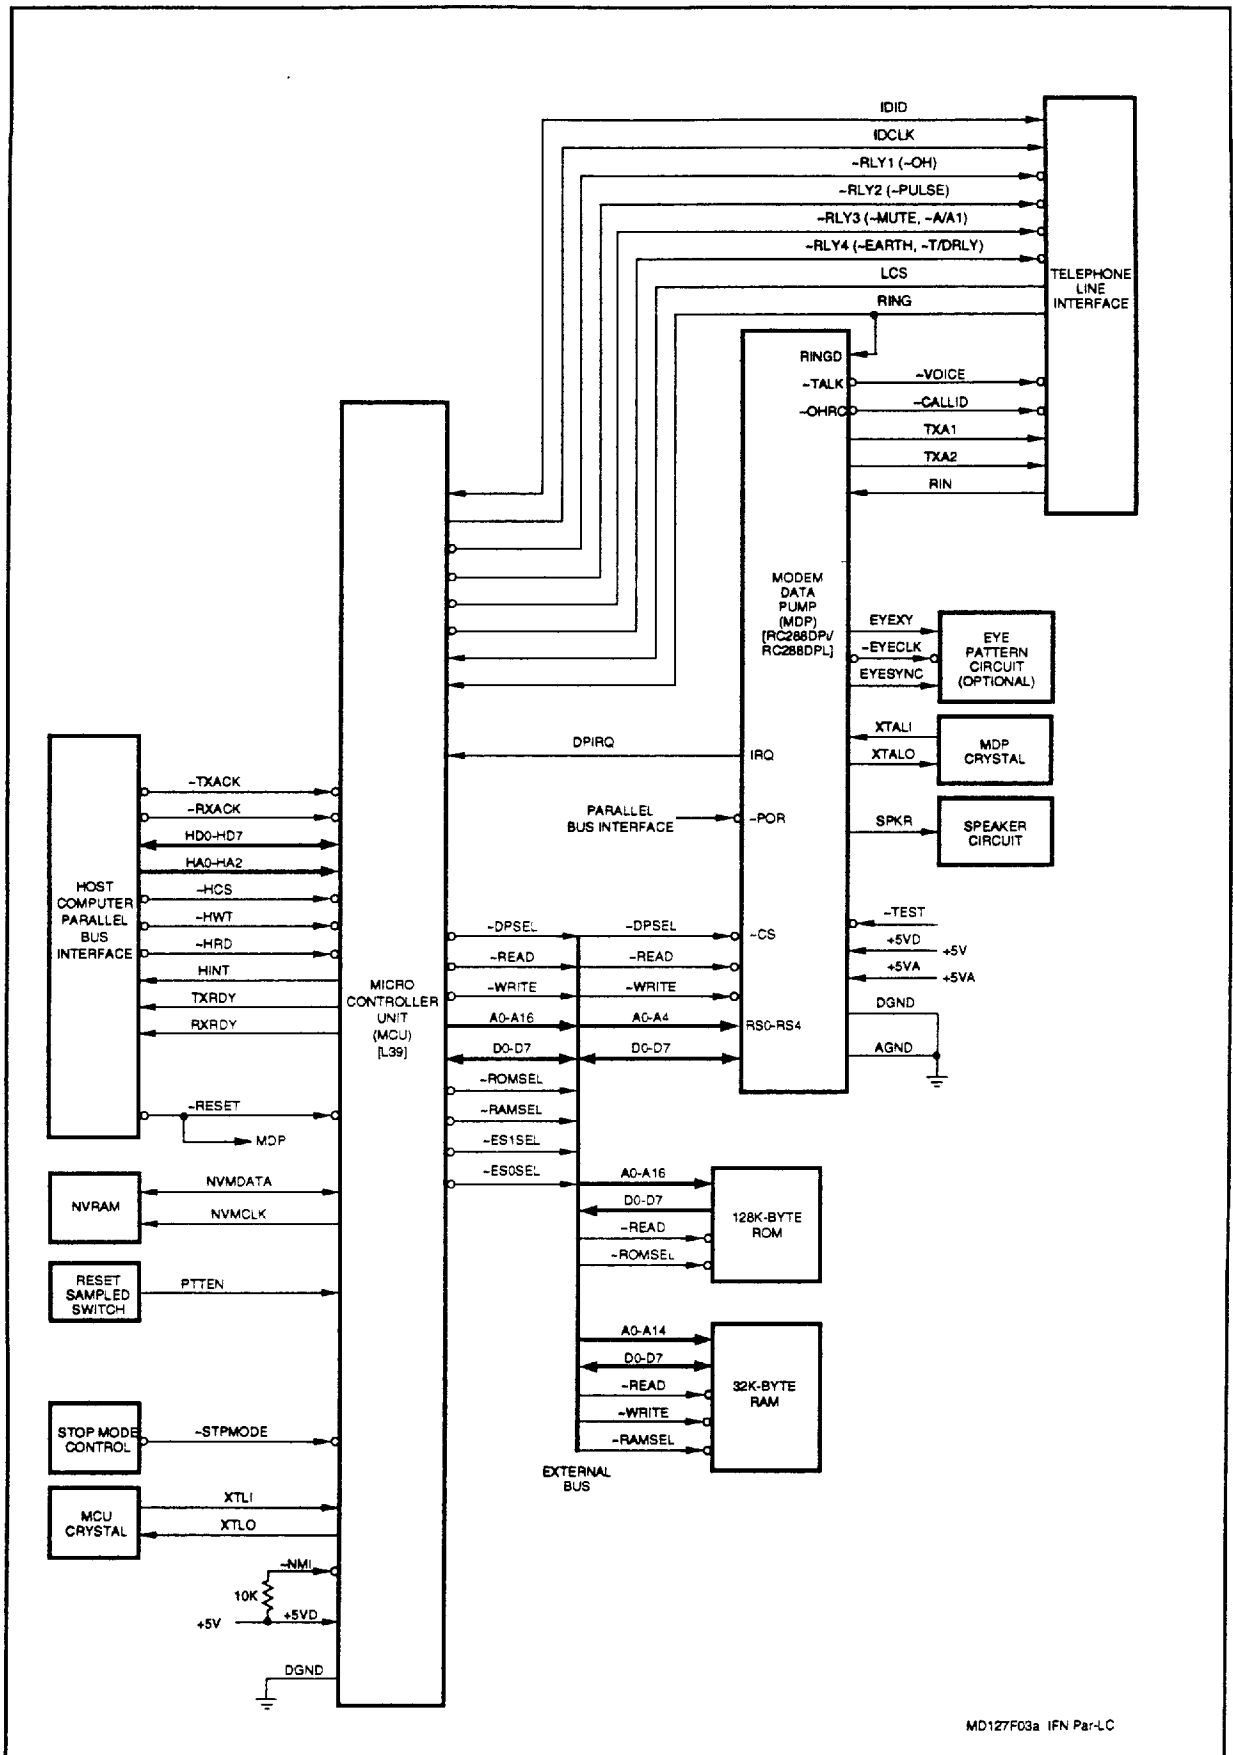 IDID
IDCLK
~RLY1 (~OH)
~RLY2 (~PULSE)
~RLY3 (~MUTE, ~A/A1)
~RLY4 (~EARTH, ~T/DRLY)
LCS
RING
TELEPHONE
LINE
INTERFACE
RINGD
~TALK
~VOICE
~OHRC
~CALLID
TXA1
TXA2
RIN
MODEM
DATA
PUMP
(MDP)
[RC288DPi/
RC288DPL]
EYEXY
~EYECLK
EYESYNC
EYE
PATTERN
CIRCUIT
(OPTIONAL)
XTALI
XTALO
MDP
CRYSTAL
DPIRQ
IRQ
PARALLEL
BUS INTERFACE
~POR
SPKR
SPEAKER
CIRCUIT
~TEST
+5VD
+5V
+5VA
+5VA
DGND
AGND
HOST
COMPUTER
PARALLEL
BUS
INTERFACE
~TXACK
~RXACK
HD0-HD7
HA0-HA2
~HCS
~HWT
~HRD
HINT
TXRDY
RXRDY
~RESET
MDP
MICRO
CONTROLLER
UNIT
(MCU)
[L39]
~DPSEL
~READ
~WRITE
A0-A16
D0-D7
~ROMSEL
~RAMSEL
~ES1SEL
~ES0SEL
~DPSEL
~READ
~WRITE
A0-A4
D0-D7
~CS
RS0-RS4
NVRAM
NVMDATA
NVMCLK
RESET
SAMPLED
SWITCH
PTTEN
A0-A16
D0-D7
~READ
~ROMSEL
128K-BYTE
ROM
A0-A14
D0-D7
~READ
~WRITE
~RAMSEL
32K-BYTE
RAM
EXTERNAL
BUS
STOP MODE
CONTROL
~STPMODE
MCU
CRYSTAL
XTLI
XTLO
~NMI
10K
+5V
+5VD
DGND
MD127F03a IFN Par-LC